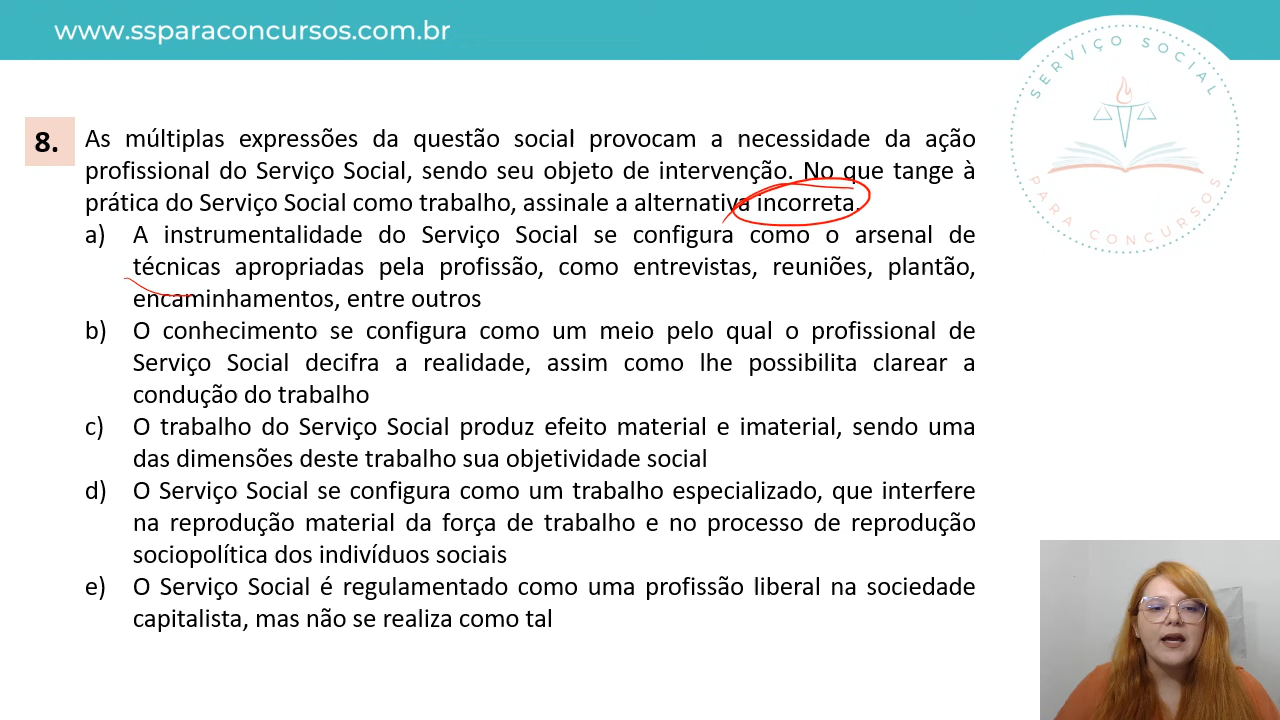 www.ssparaconcursos.com.br
SERVIÇO SOCIAL
PARA CONCURSOS
8. As múltiplas expressões da questão social provocam a necessidade da ação
profissional do Serviço Social, sendo seu objeto de intervenção. No que tange à
prática do Serviço Social como trabalho, assinale a alternativa incorreta.
a) A instrumentalidade do Serviço Social se configura como o arsenal de
técnicas apropriadas pela profissão, como entrevistas, reuniões, plantão,
encaminhamentos, entre outros
b) O conhecimento se configura como um meio pelo qual o profissional de
Serviço Social decifra a realidade, assim como lhe possibilita clarear a
condução do trabalho
c) O trabalho do Serviço Social produz efeito material e imaterial, sendo uma
das dimensões deste trabalho sua objetividade social
d) O Serviço Social se configura como um trabalho especializado, que interfere
na reprodução material da força de trabalho e no processo de reprodução
sociopolítica dos indivíduos sociais
e) O Serviço Social é regulamentado como uma profissão liberal na sociedade
capitalista, mas não se realiza como tal